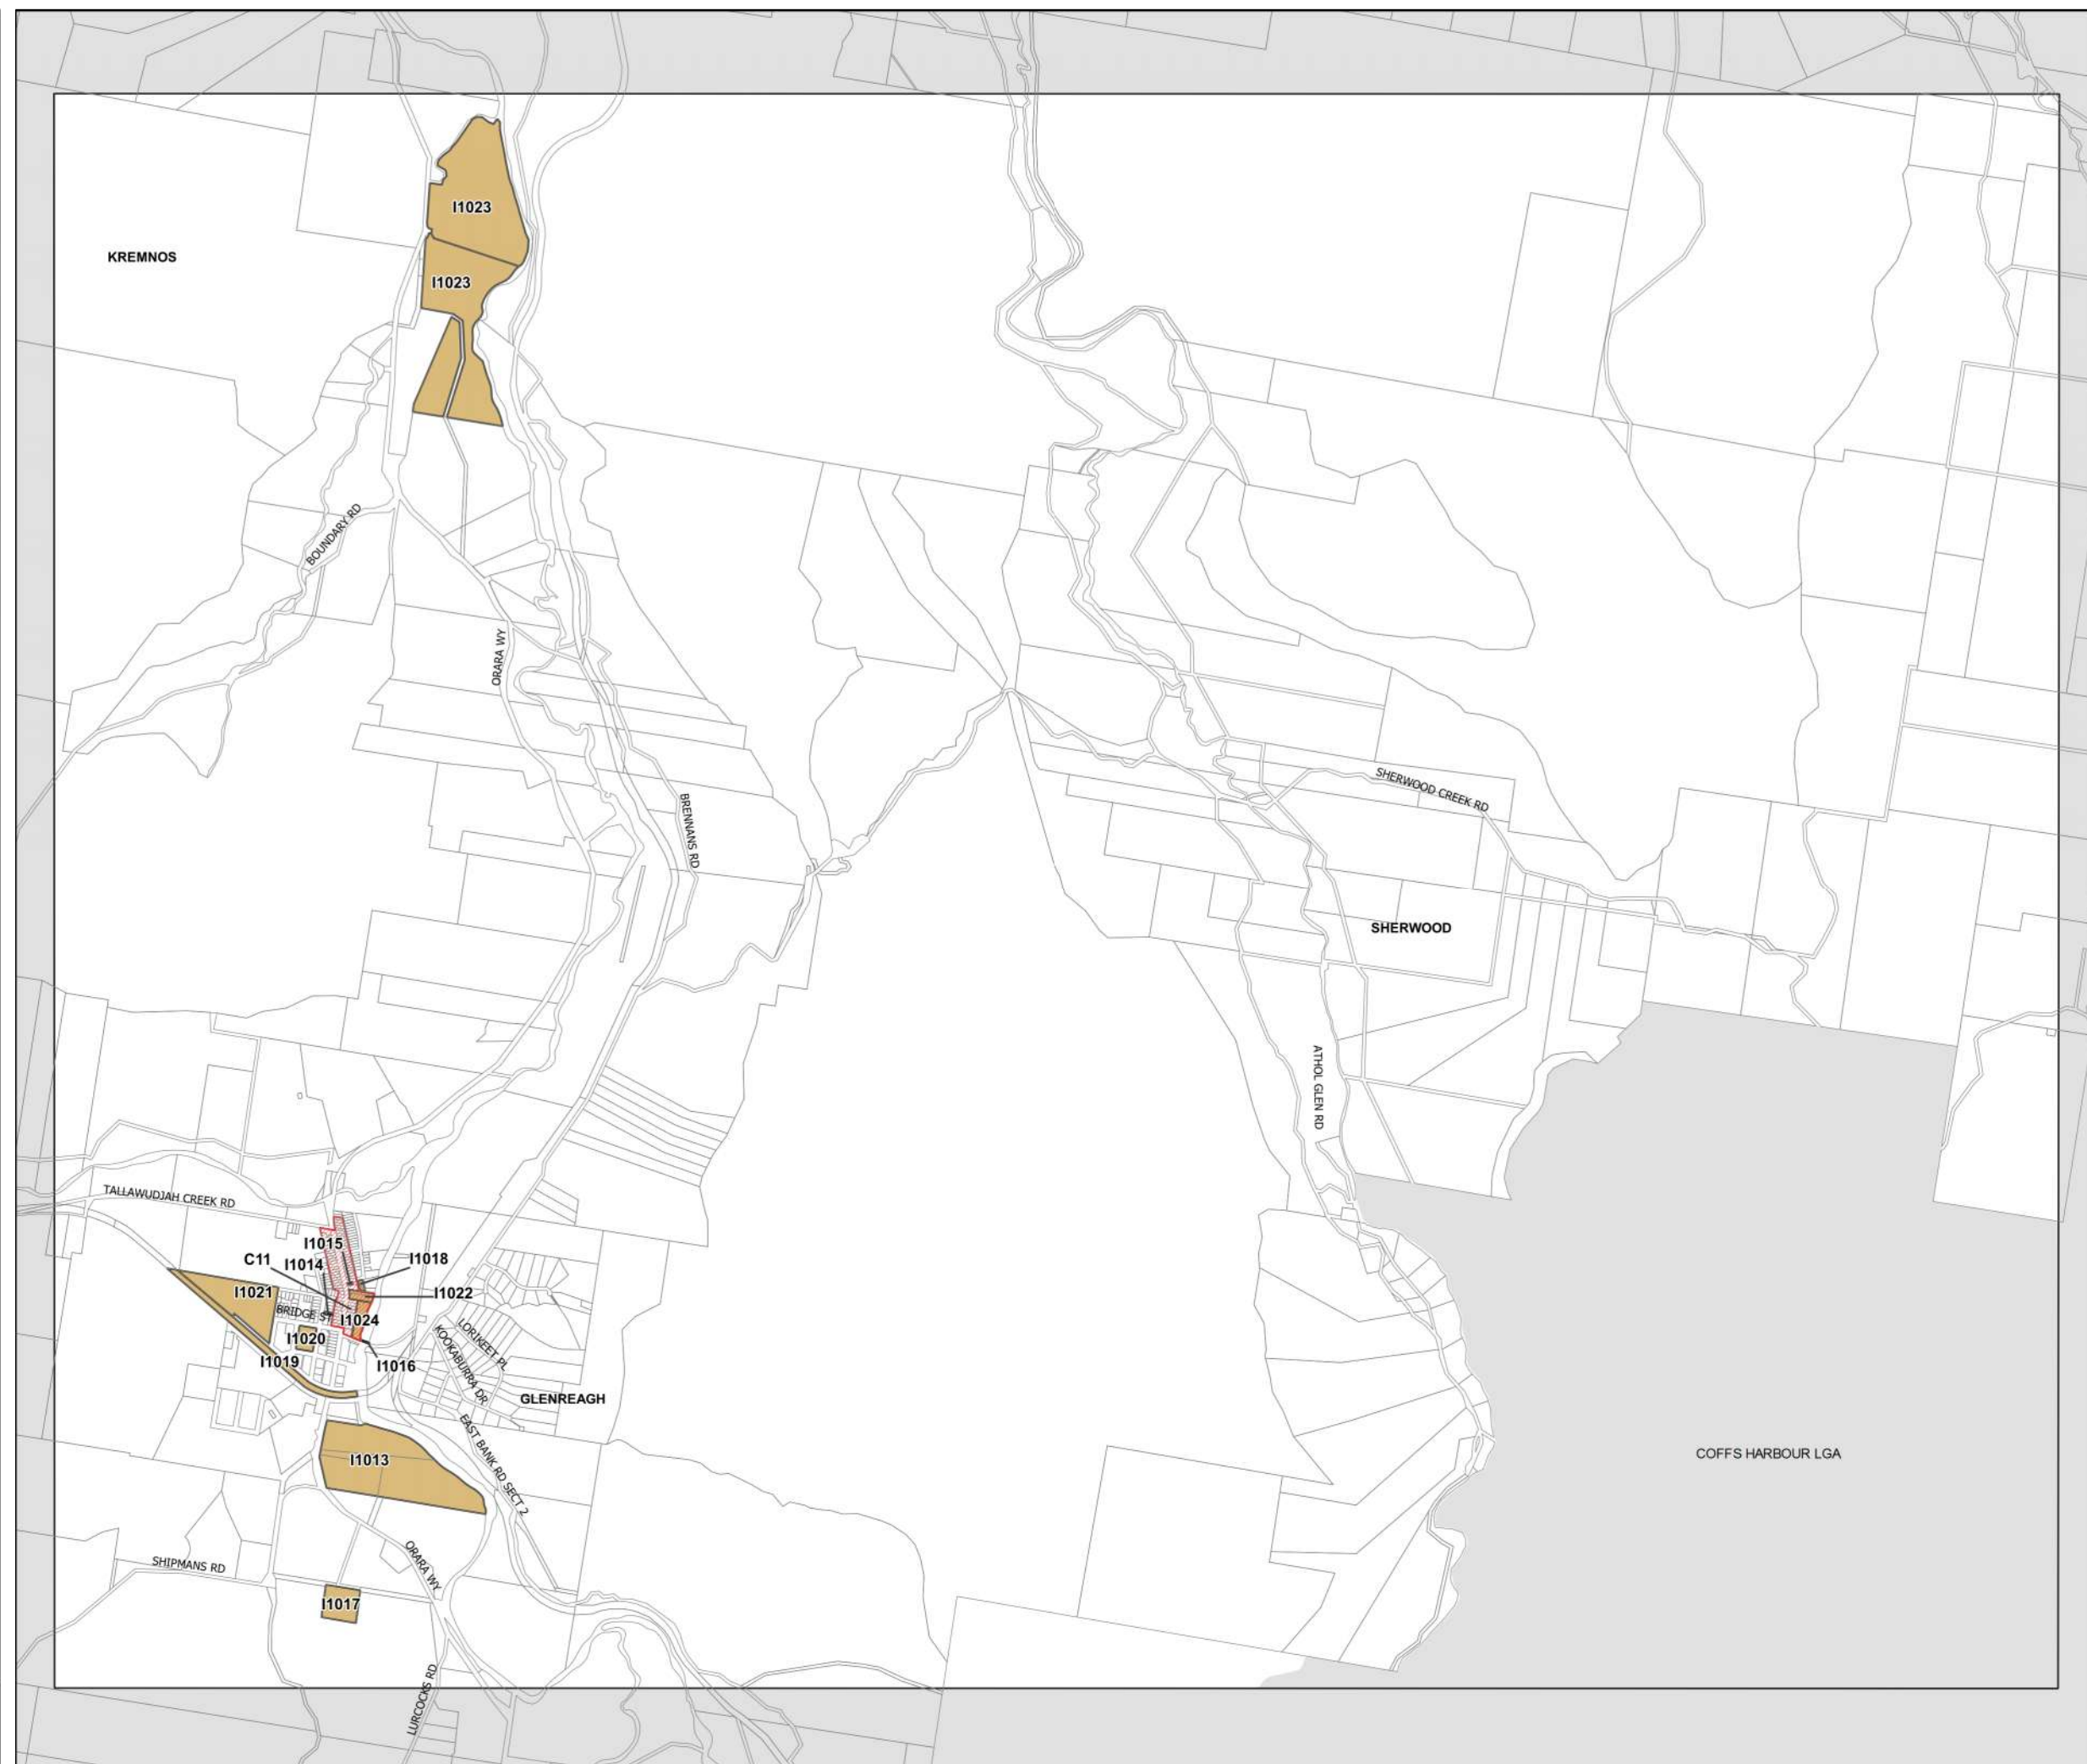 I1023
KREMNOS
I1023
BOUNDARY RD
ORARA WY
SHERWOOD CREEK RD
BRENNANS RD
SHERWOOD
ATHOL GLEN RD
TALLAWUDJAH CREEK RD
I1015
C11
I1014
I1018
I1021
I1022
BRIDGE ST
I1024
I1020
LORIKEET PL
I1019
I1016
KOOKABURRA DR
GLENREAGH
EAST BANK RD SECT 2
I1013
COFFS HARBOUR LGA
SHIPMANS RD
ORARA WY
I1017
LURCOCKS RD